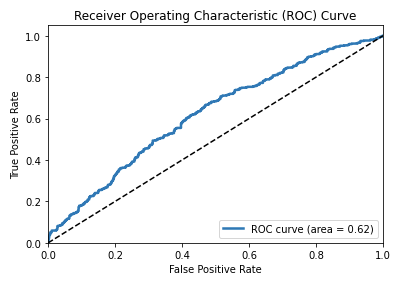 Receiver Operating Characteristic (ROC) Curve
True Positive Rate
1.0
0.8
0.6
0.4
0.2
0.0
ROC curve (area = 0.62)
0.0 0.2 0.4 0.6 0.8 1.0
False Positive Rate